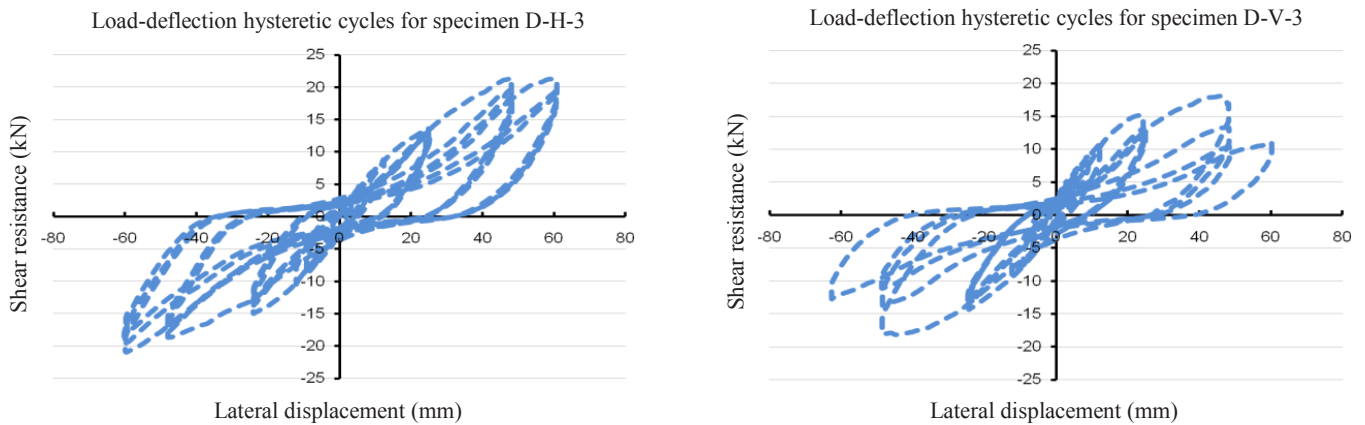 Load-deflection hysteretic cycles for specimen D-H-3
25
20
15
10
5
0
-5
-10
-15
-20
-25
-80 -60 -40 -20 0 20 40 60 80
Shear resistance (kN)
Lateral displacement (mm)
Load-deflection hysteretic cycles for specimen D-V-3
25
20
15
10
5
0
-5
-10
-15
-20
-25
-80 -60 -40 -20 0 20 40 60 80
Shear resistance (kN)
Lateral displacement (mm)